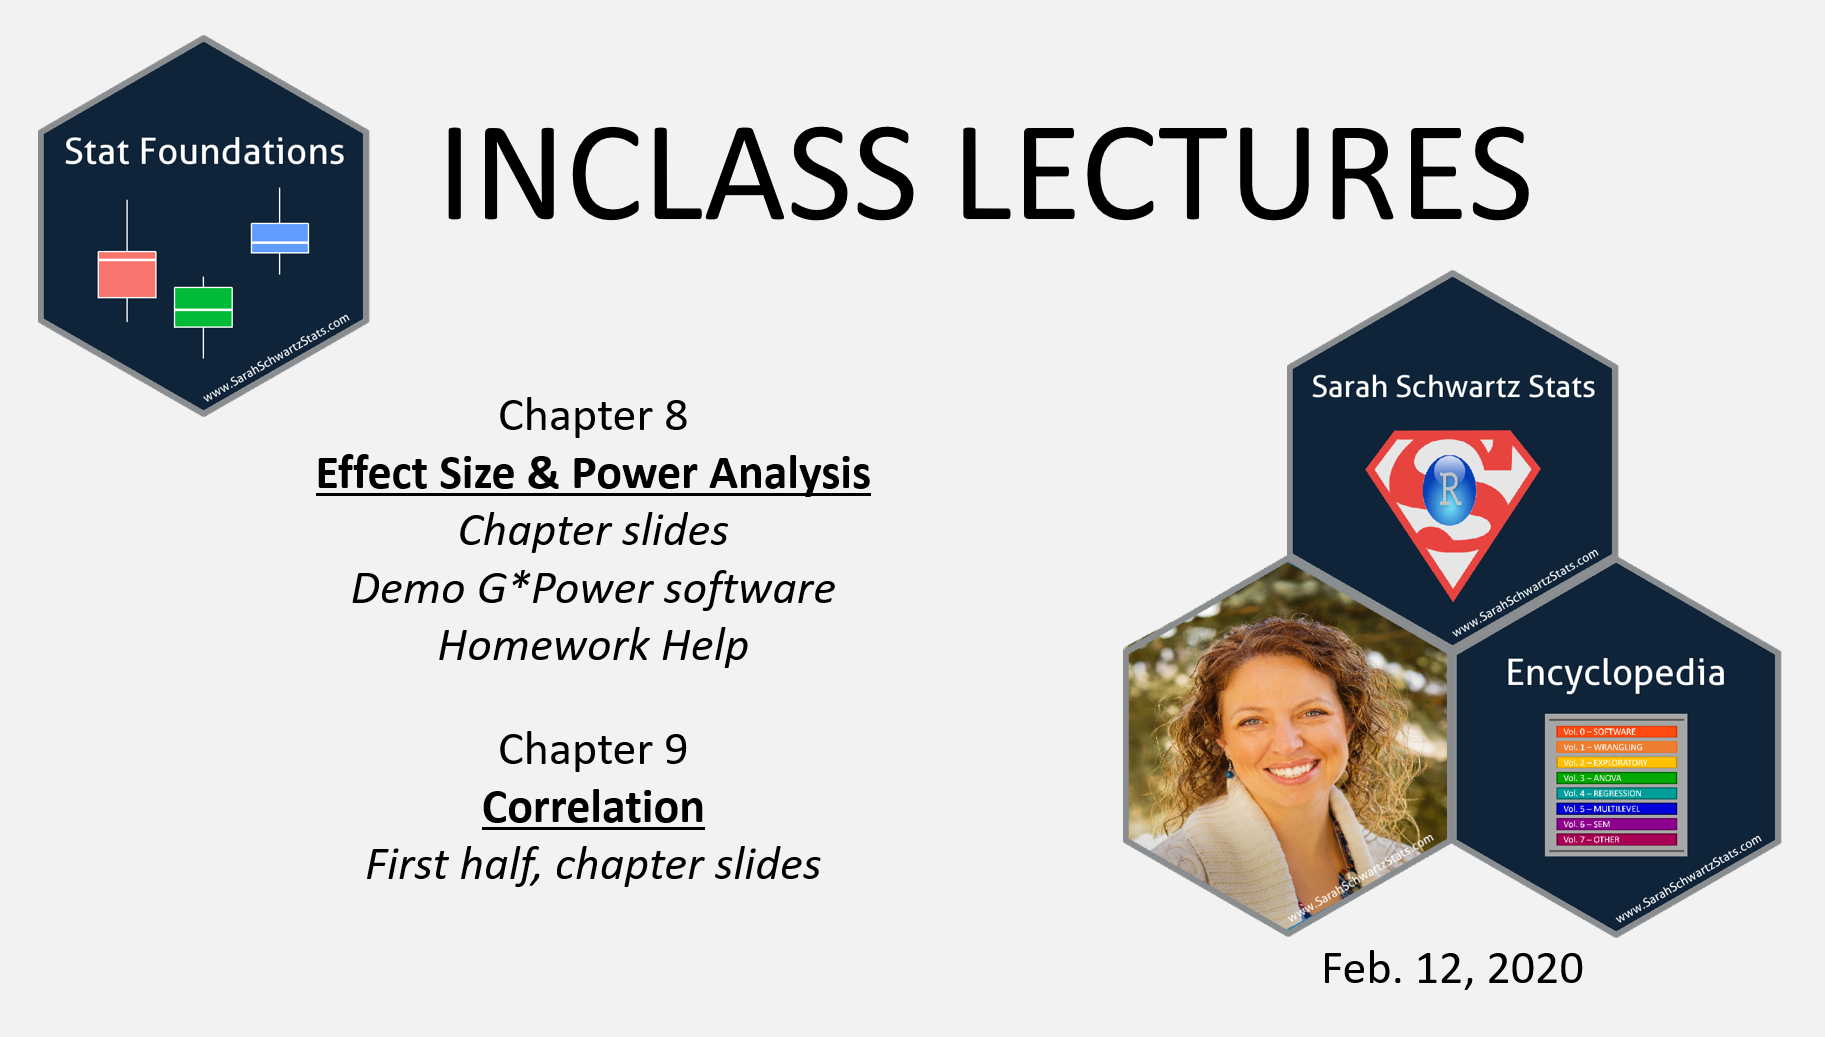 Stat Foundations
www.SarahSchwartzStats.com
INCLASS LECTURES
Chapter 8
Effect Size & Power Analysis
Chapter slides
Demo G*Power software
Homework Help
Chapter 9
Correlation
First half, chapter slides
Sarah Schwartz Stats
S
R
www.SarahSchwartzStats.com
www.SarahSchwartzStats.com
Encyclopedia
Vol. 0 – SOFTWARE
Vol. 1 – WRANGLING
Vol. 2 – EXPLORATORY
Vol. 3 – ANOVA
Vol. 4 – REGRESSION
Vol. 5 – MULTILEVEL
Vol. 6 – SEM
Vol. 7 – OTHER
www.SarahSchwartzStats.com
Feb. 12, 2020